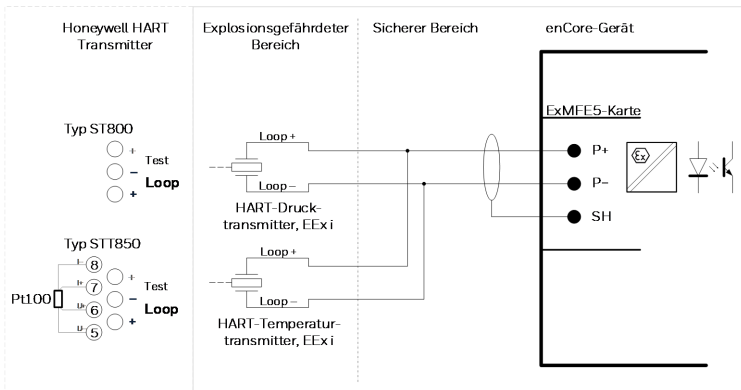 Honeywell HART
Transmitter
Explosionsgefährdeter
Bereich
Sicherer Bereich
enCore-Gerät
ExMFE5-Karte
Typ ST800
+
Test
–
Loop
+
Loop+
Loop–
HART-Druck-
transmitter, EEx i
P+
P–
SH
Ex
Typ STT850
I-
8
I+
7
U+
6
U-
5
Pt100
+
Test
–
Loop
+
Loop+
Loop–
HART-Temperatur-
transmitter, EEx i